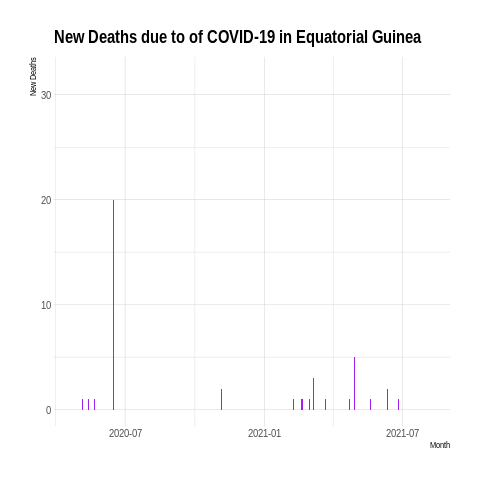 New Deaths due to of COVID-19 in Equatorial Guinea
New Deaths
30
20
10
0
2020-07
2021-01
2021-07
Month